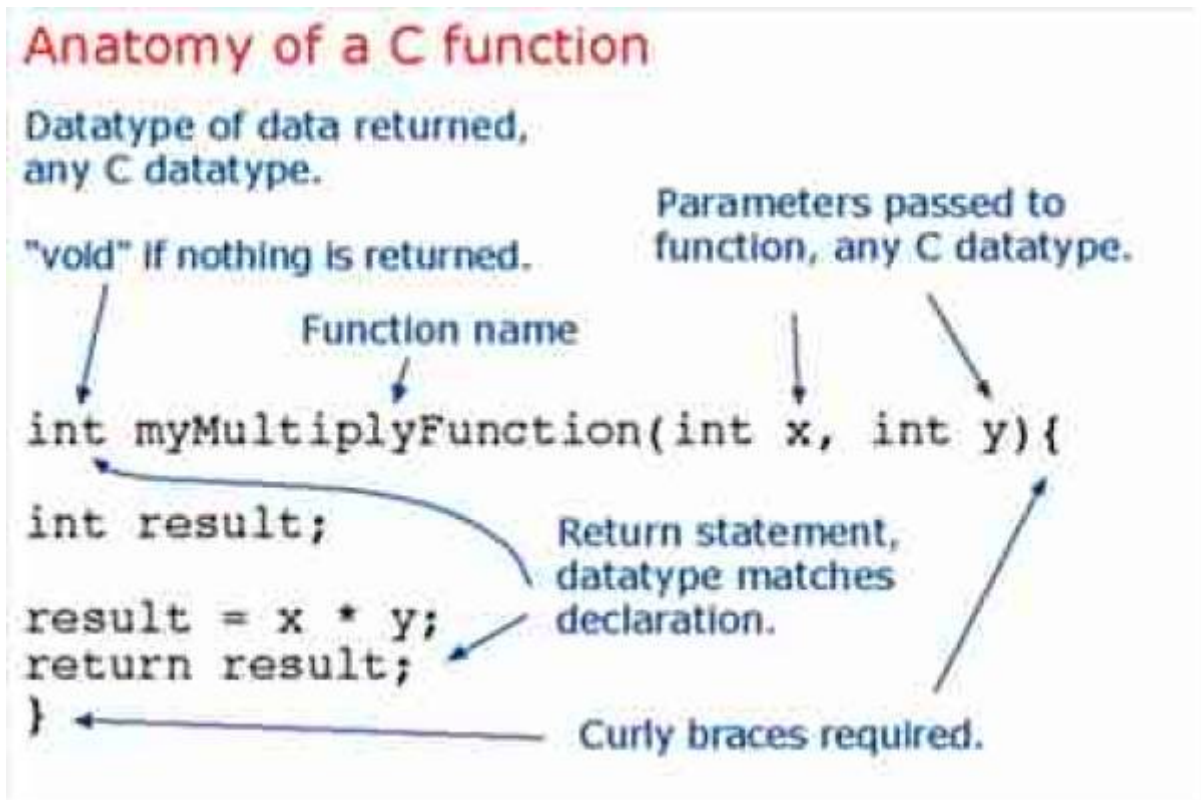 Anatomy of a C function
Datatype of data returned,
any C datatype.
"void" if nothing is returned.
Parameters passed to
function, any C datatype.
Function name
int myMultiplyFunction(int x, int y){
int result;
Return statement,
datatype matches
declaration.
result = x * y;
return result;
}
Curly braces required.